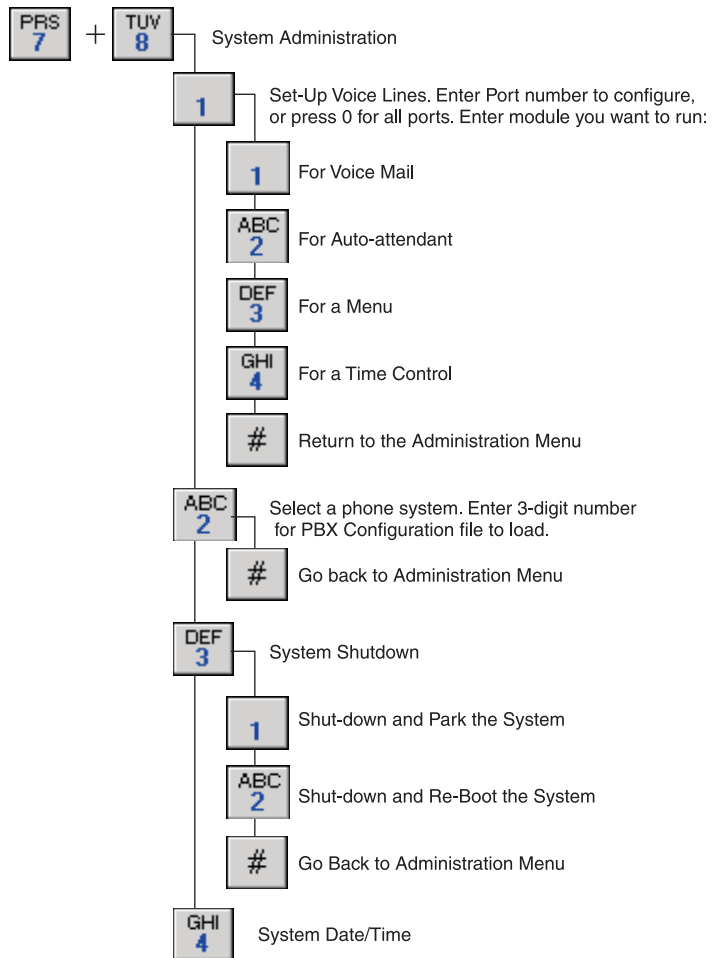 PRS
7
+
TUV
8
System Administration
1
Set-Up Voice Lines. Enter Port number to configure,
or press 0 for all ports. Enter module you want to run:
1
For Voice Mail
ABC
2
For Auto-attendant
DEF
3
For a Menu
GHI
4
For a Time Control
#
Return to the Administration Menu
ABC
2
Select a phone system. Enter 3-digit number
for PBX Configuration file to load.
#
Go back to Administration Menu
DEF
3
System Shutdown
1
Shut-down and Park the System
ABC
2
Shut-down and Re-Boot the System
#
Go Back to Administration Menu
GHI
4
System Date/Time